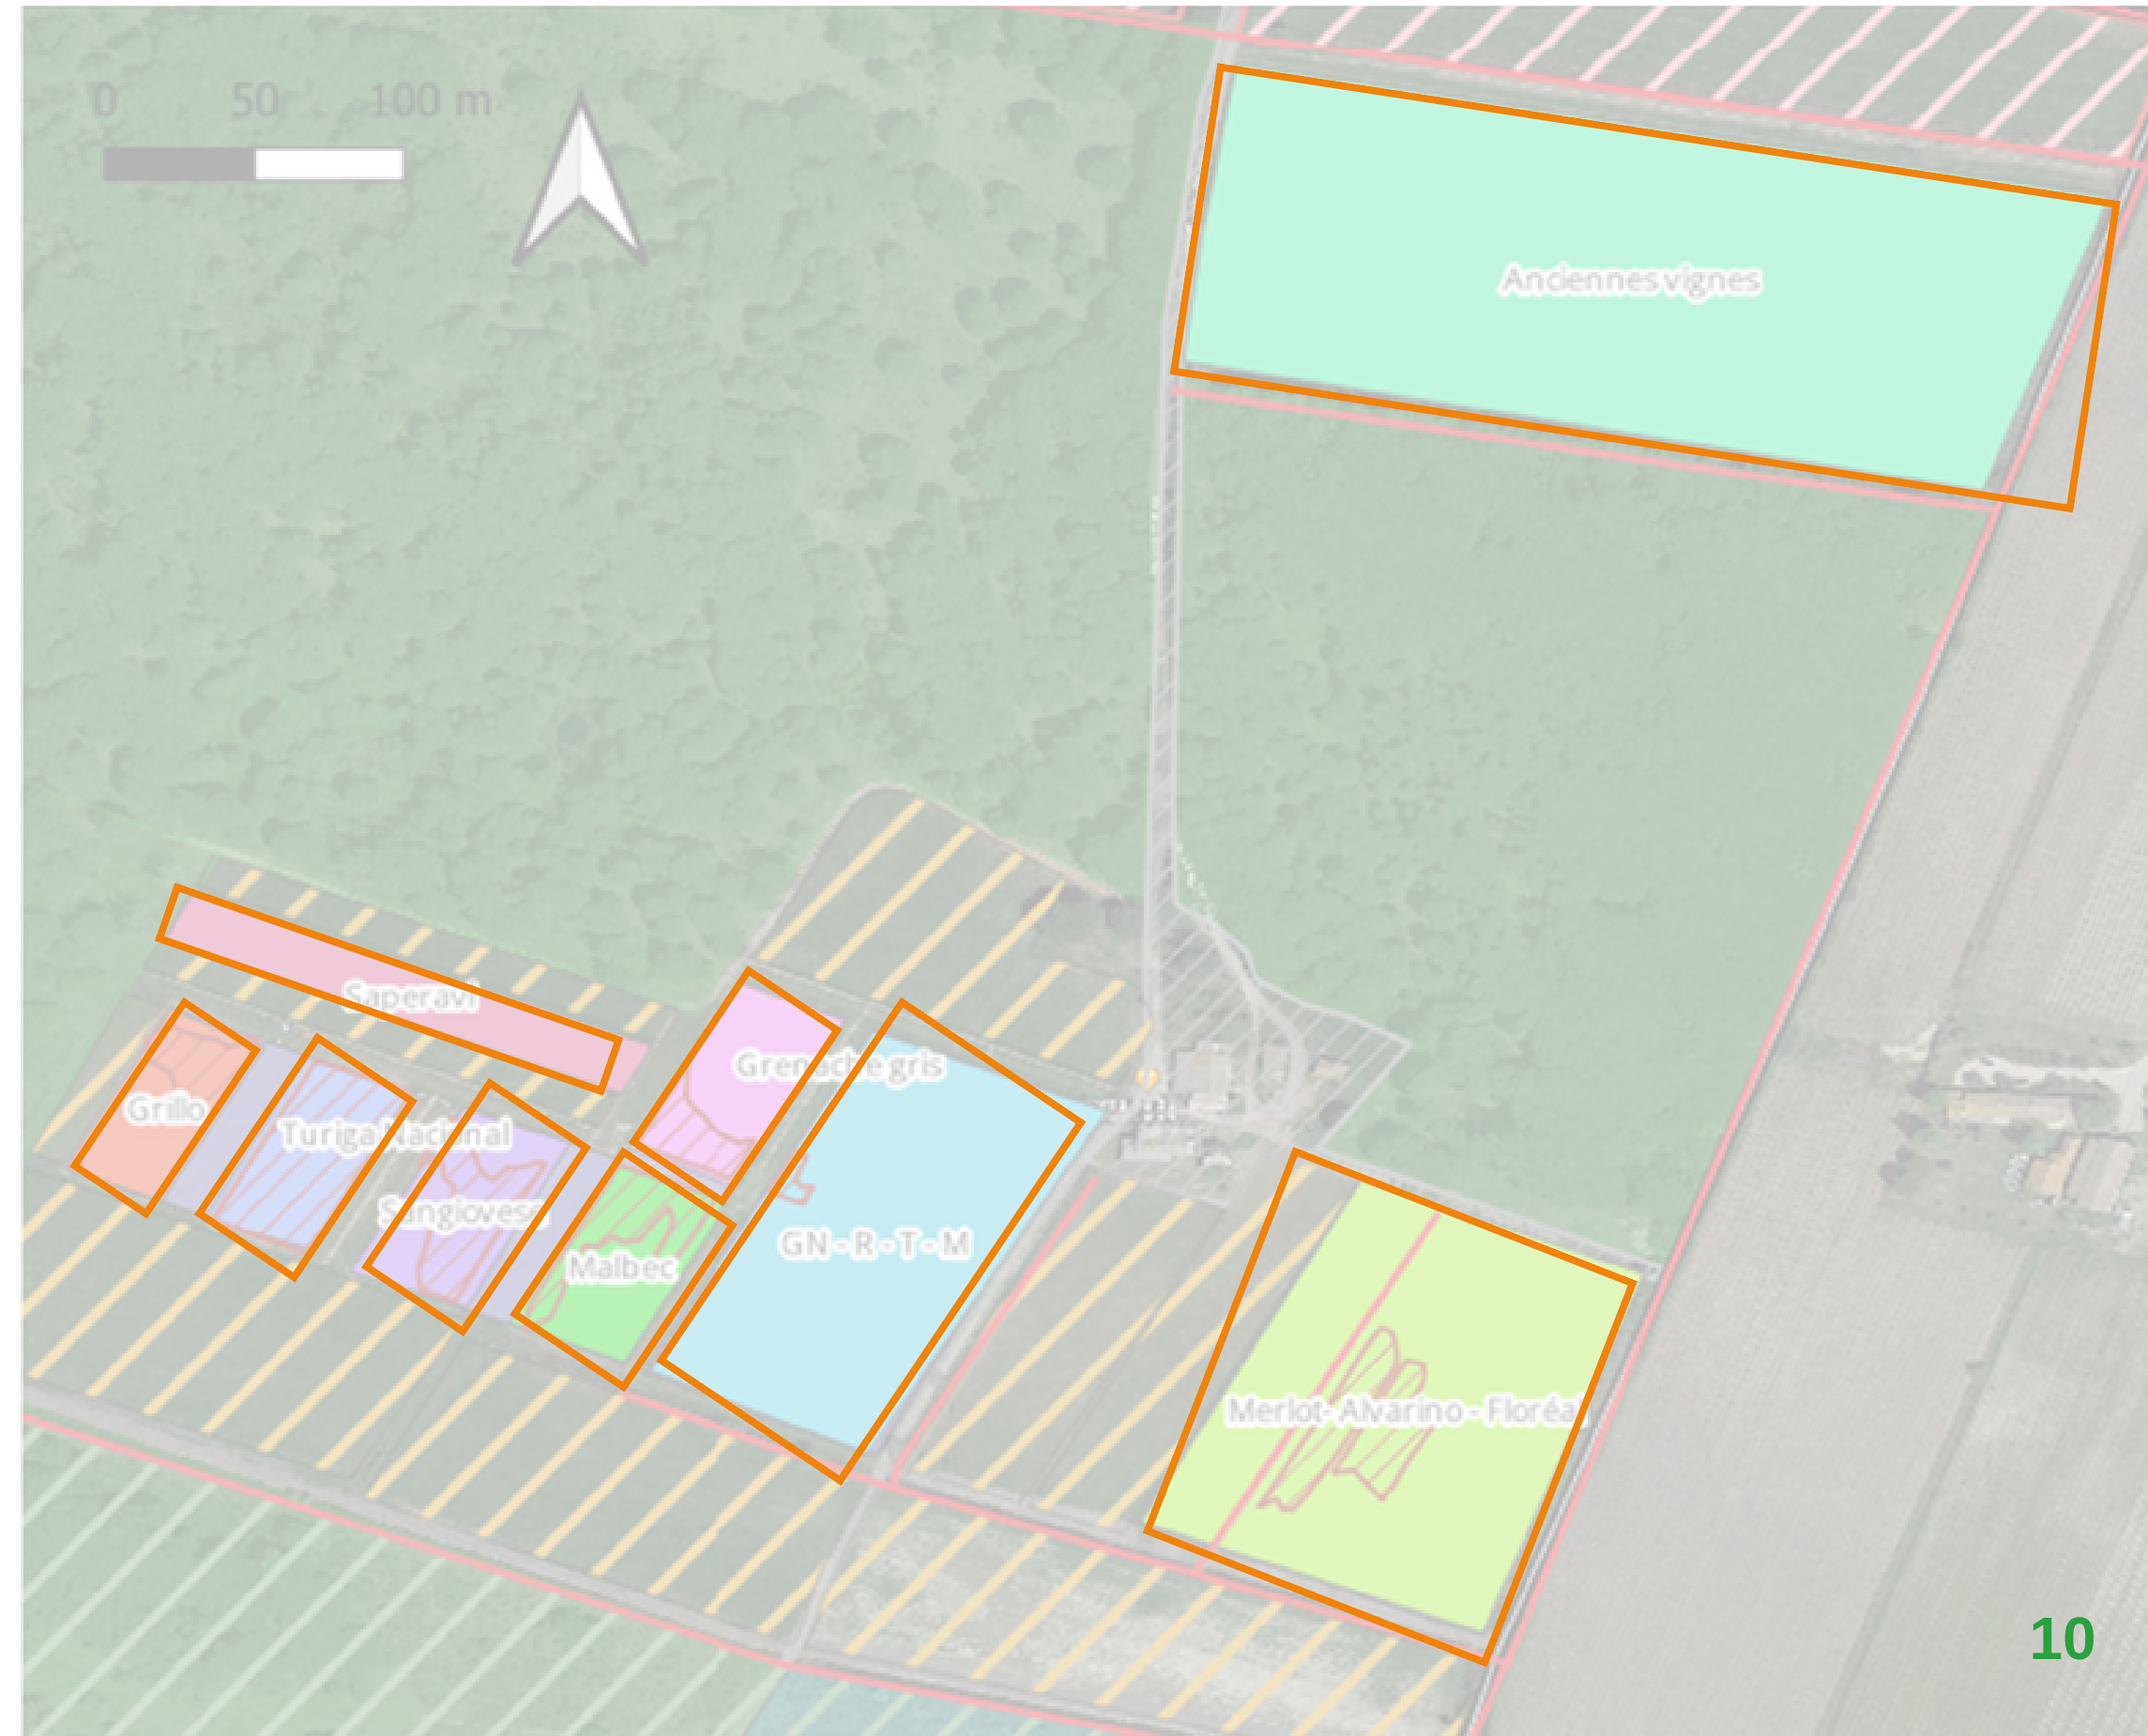 0 50 100 m
Anciennes vignes
Saperavi
Grenache gris
Grillo
Turiga Nacional
Sangiovese
GN - R - T - M
Malbec
Merlot- Alvarino - Floréal
10